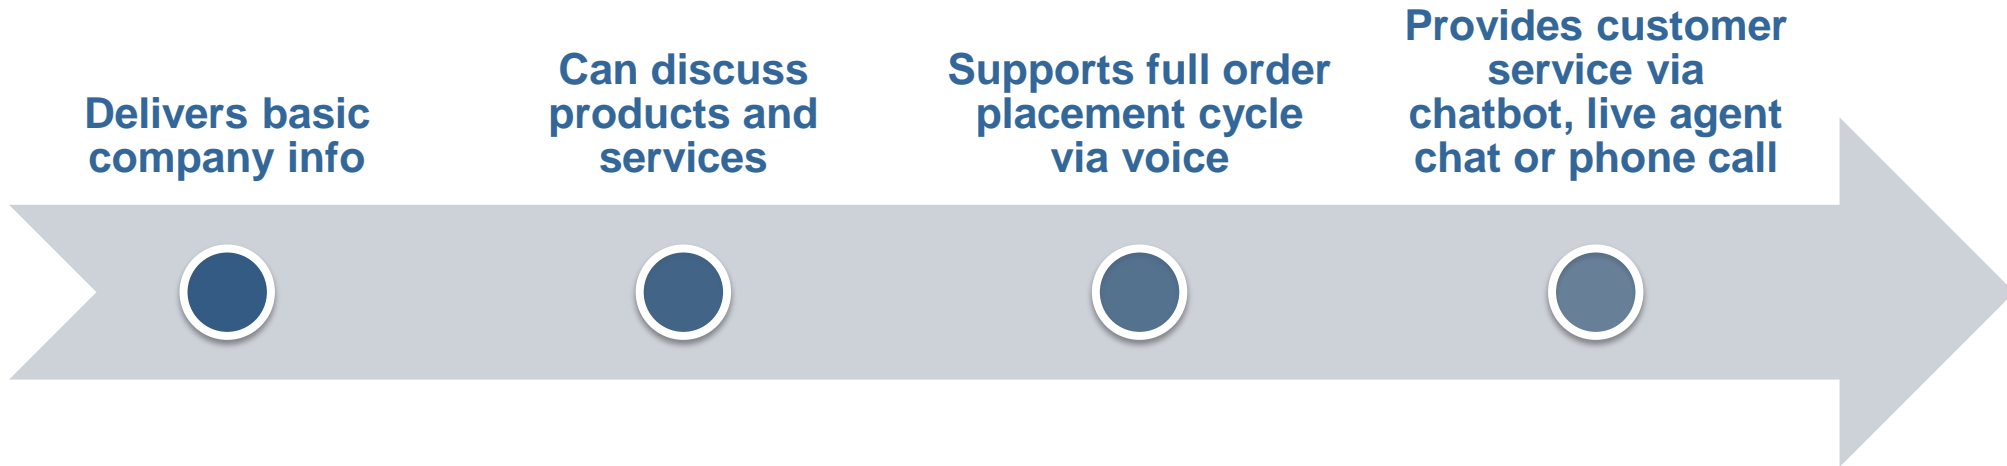 Delivers basic
company info
Can discuss
products and
services
Supports full order
placement cycle
via voice
Provides customer
service via
chatbot, live agent
chat or phone call